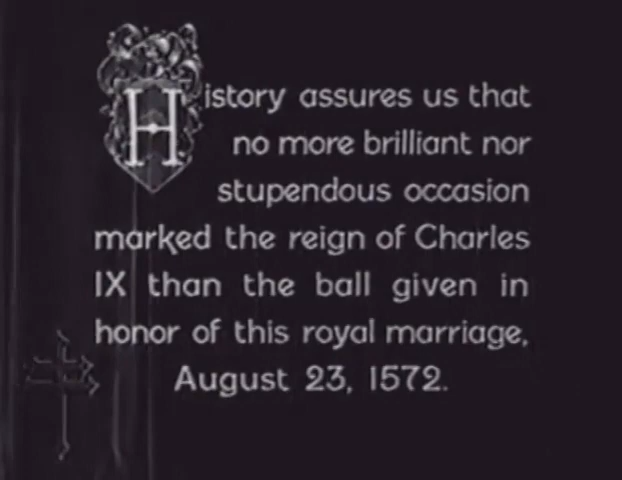 History assures us that
no more brilliant nor
stupendous occasion
marked the reign of Charles
IX than the ball given in
honor of this royal marriage,
August 23, 1572.